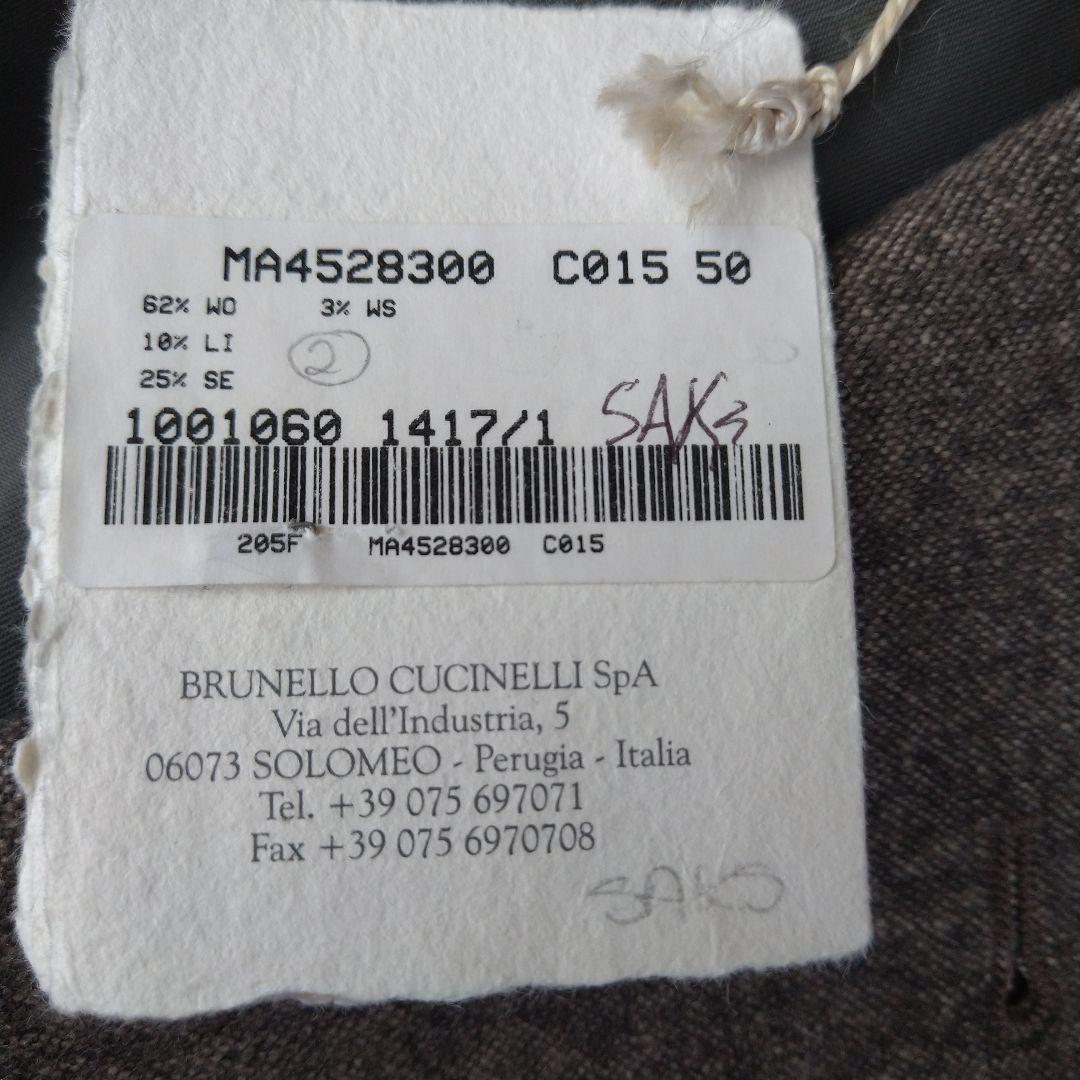 MA4528300 C015 50
62% WO 3% WS
10% LI
25% SE
2
1001060 1417/1
SAKS
205F MA4528300 C015
BRUNELLO CUCINELLI SpA
Via dell'Industria, 5
06073 SOLOMEO - Perugia - Italia
Tel. +39 075 697071
Fax +39 075 6970708
SAKS